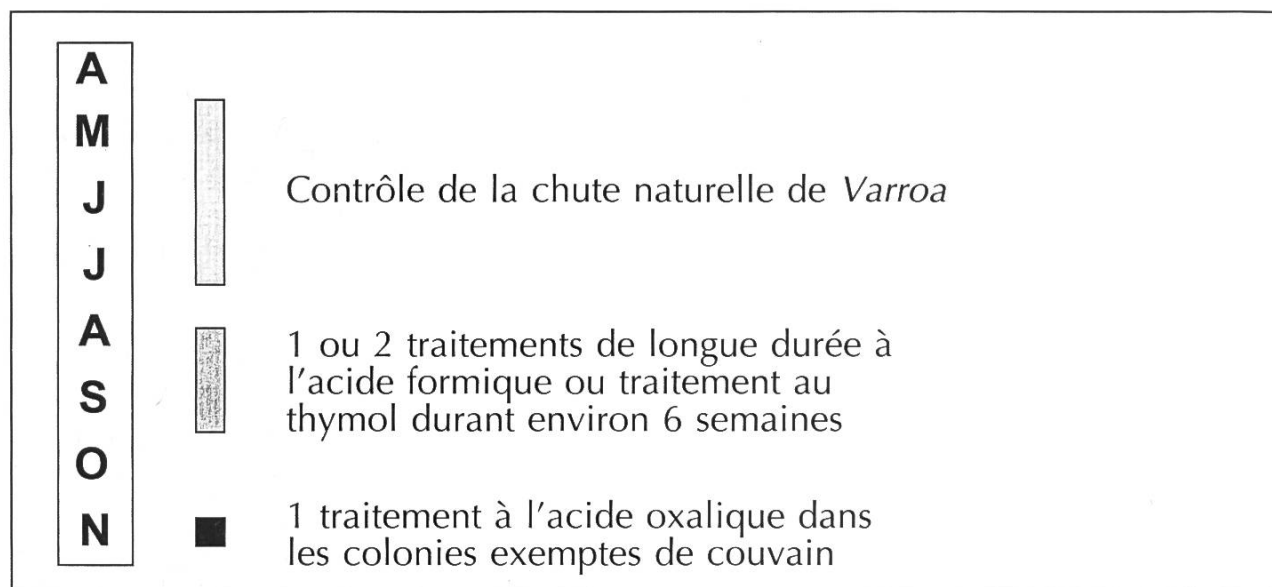 A
M
J
J
A
S
O
N
Contrôle de la chute naturelle de Varroa
1 ou 2 traitements de longue durée à
l'acide formique ou traitement au
thymol durant environ 6 semaines
1 traitement à l'acide oxalique dans
les colonies exemptes de couvain